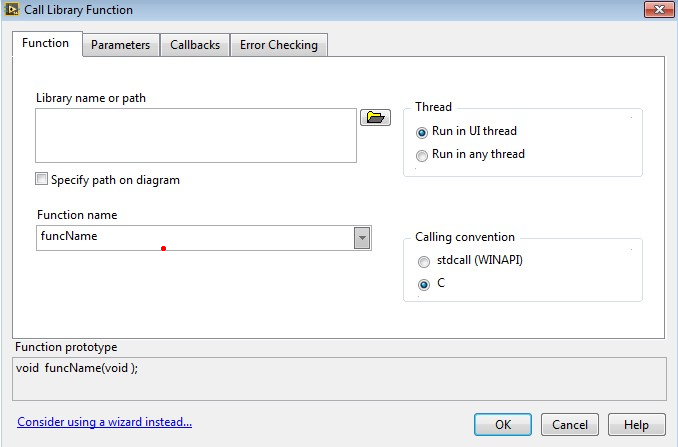 Call Library Function
Function
Parameters
Callbacks
Error Checking
Library name or path
Specify path on diagram
Function name
funcName
Thread
Run in UI thread
Run in any thread
Calling convention
stdcall (WINAPI)
C
Function prototype
void  funcName(void );
Consider using a wizard instead...
OK
Cancel
Help